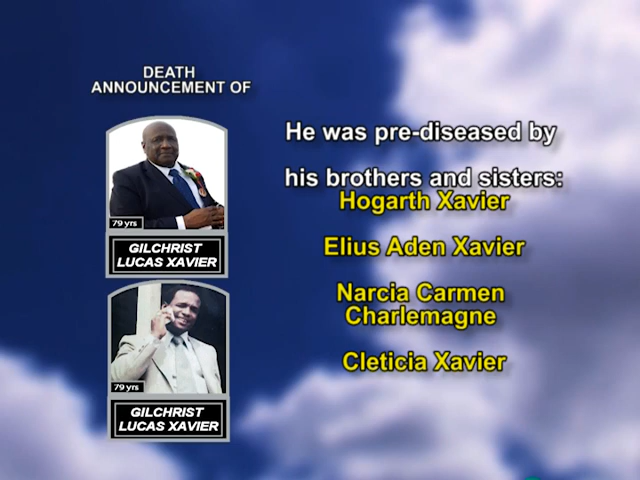 DEATH
ANNOUNCEMENT OF
79 yrs
GILCHRIST
LUCAS XAVIER
79 yrs
GILCHRIST
LUCAS XAVIER
He was pre-diseased by
his brothers and sisters:
Hogarth Xavier
Elius Aden Xavier
Narcia Carmen
Charlemagne
Cleticia Xavier